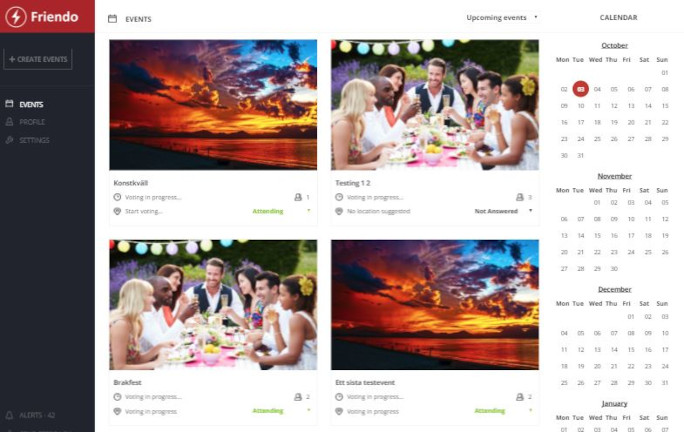 Friendo
+ CREATE EVENTS
EVENTS
PROFILE
SETTINGS
ALERTS - 42
EVENTS
Upcoming events
Konstkväll
Voting in progress...
1
Start voting...
Attending
Testing 1 2
Voting in progress...
3
No location suggested
Not Answered
Brakfest
Voting in progress...
2
Voting in progress
Attending
Ett sista testevent
Voting in progress...
2
Voting in progress
Attending
CALENDAR
October
Mon Tue Wed Thu Fri Sat Sun
01
02 03 04 05 06 07 08
09 10 11 12 13 14 15
16 17 18 19 20 21 22
23 24 25 26 27 28 29
30 31
November
Mon Tue Wed Thu Fri Sat Sun
01 02 03 04 05
06 07 08 09 10 11 12
13 14 15 16 17 18 19
20 21 22 23 24 25 26
27 28 29 30
December
Mon Tue Wed Thu Fri Sat Sun
01 02 03
04 05 06 07 08 09 10
11 12 13 14 15 16 17
18 19 20 21 22 23 24
25 26 27 28 29 30 31
January
Mon Tue Wed Thu Fri Sat Sun
01 02 03 04 05 06 07